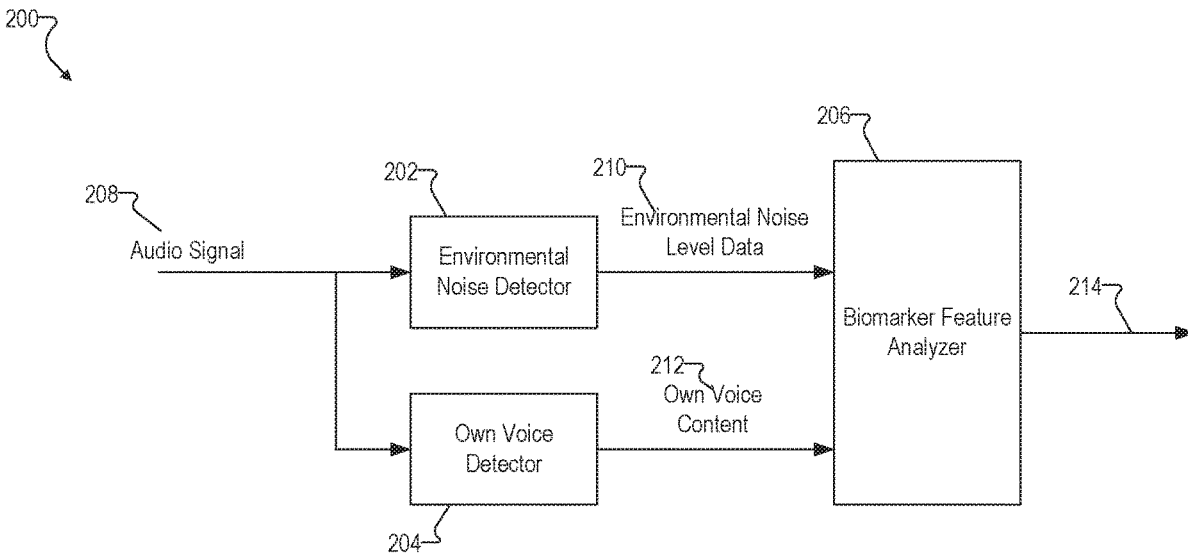 200
208
Audio Signal
202
Environmental
Noise Detector
210
Environmental Noise
Level Data
206
Biomarker Feature
Analyzer
214
212
Own Voice
Content
Own Voice
Detector
204